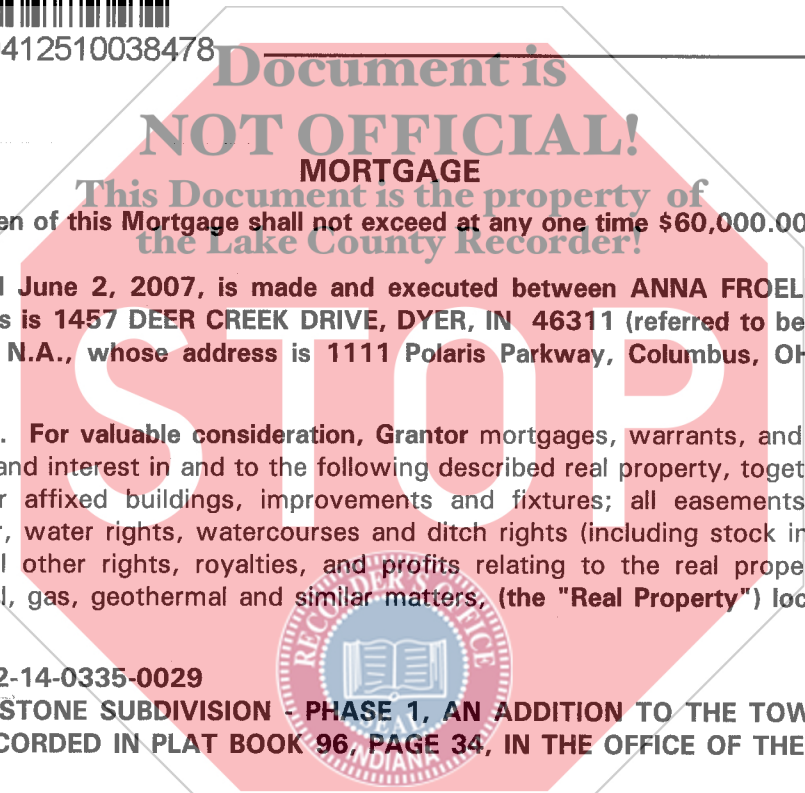 412510038478
Document is
NOT OFFICIAL!
MORTGAGE
This Document is the property of
en of this Mortgage shall not exceed at any one time $60,000.00
the Lake County Recorder!
June 2, 2007, is made and executed between ANNA FROEL
s is 1457 DEER CREEK DRIVE, DYER, IN 46311 (referred to be
N.A., whose address is 1111 Polaris Parkway, Columbus, OH
STOP
. For valuable consideration, Grantor mortgages, warrants, and
and interest in and to the following described real property, toget
r affixed buildings, improvements and fixtures; all easements
, water rights, watercourses and ditch rights (including stock in
l other rights, royalties, and profits relating to the real prope
l, gas, geothermal and similar matters, (the "Real Property") loc
RECORDER'S OFFICE
SEAL
INDIANA
2-14-0335-0029
STONE SUBDIVISION - PHASE 1, AN ADDITION TO THE TOW
CORDED IN PLAT BOOK 96, PAGE 34, IN THE OFFICE OF THE